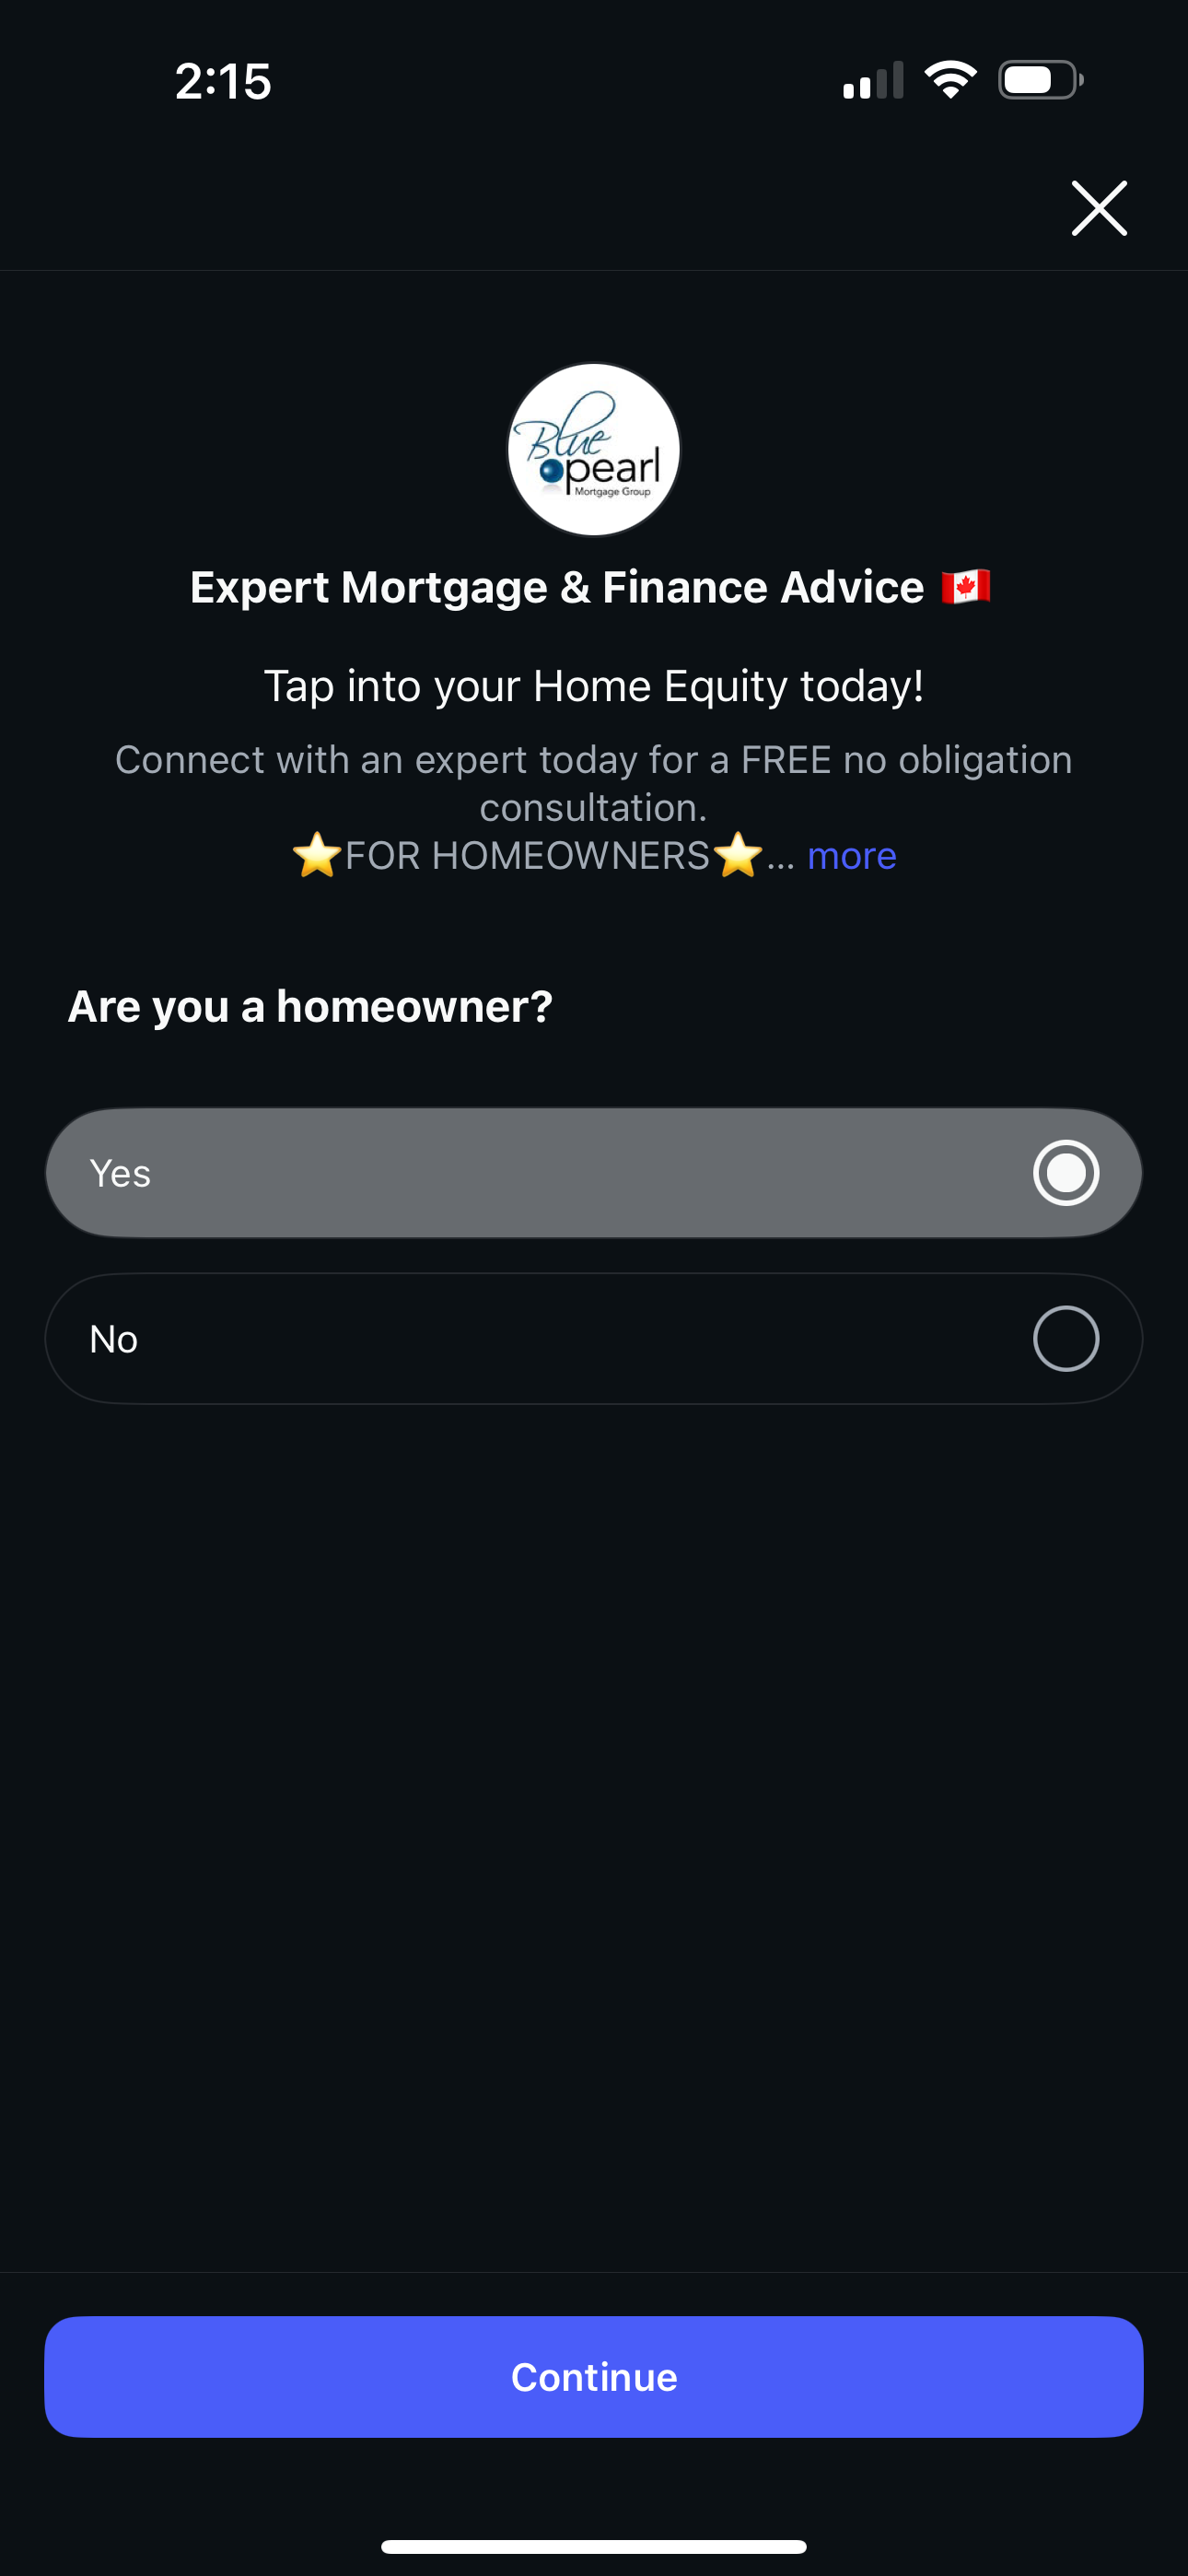 2:15
Blue
pearl
Mortgage Group
Expert Mortgage & Finance Advice 🇨🇦
Tap into your Home Equity today!
Connect with an expert today for a FREE no obligation
consultation.
⭐FOR HOMEOWNERS⭐... more
Are you a homeowner?
Yes
No
Continue